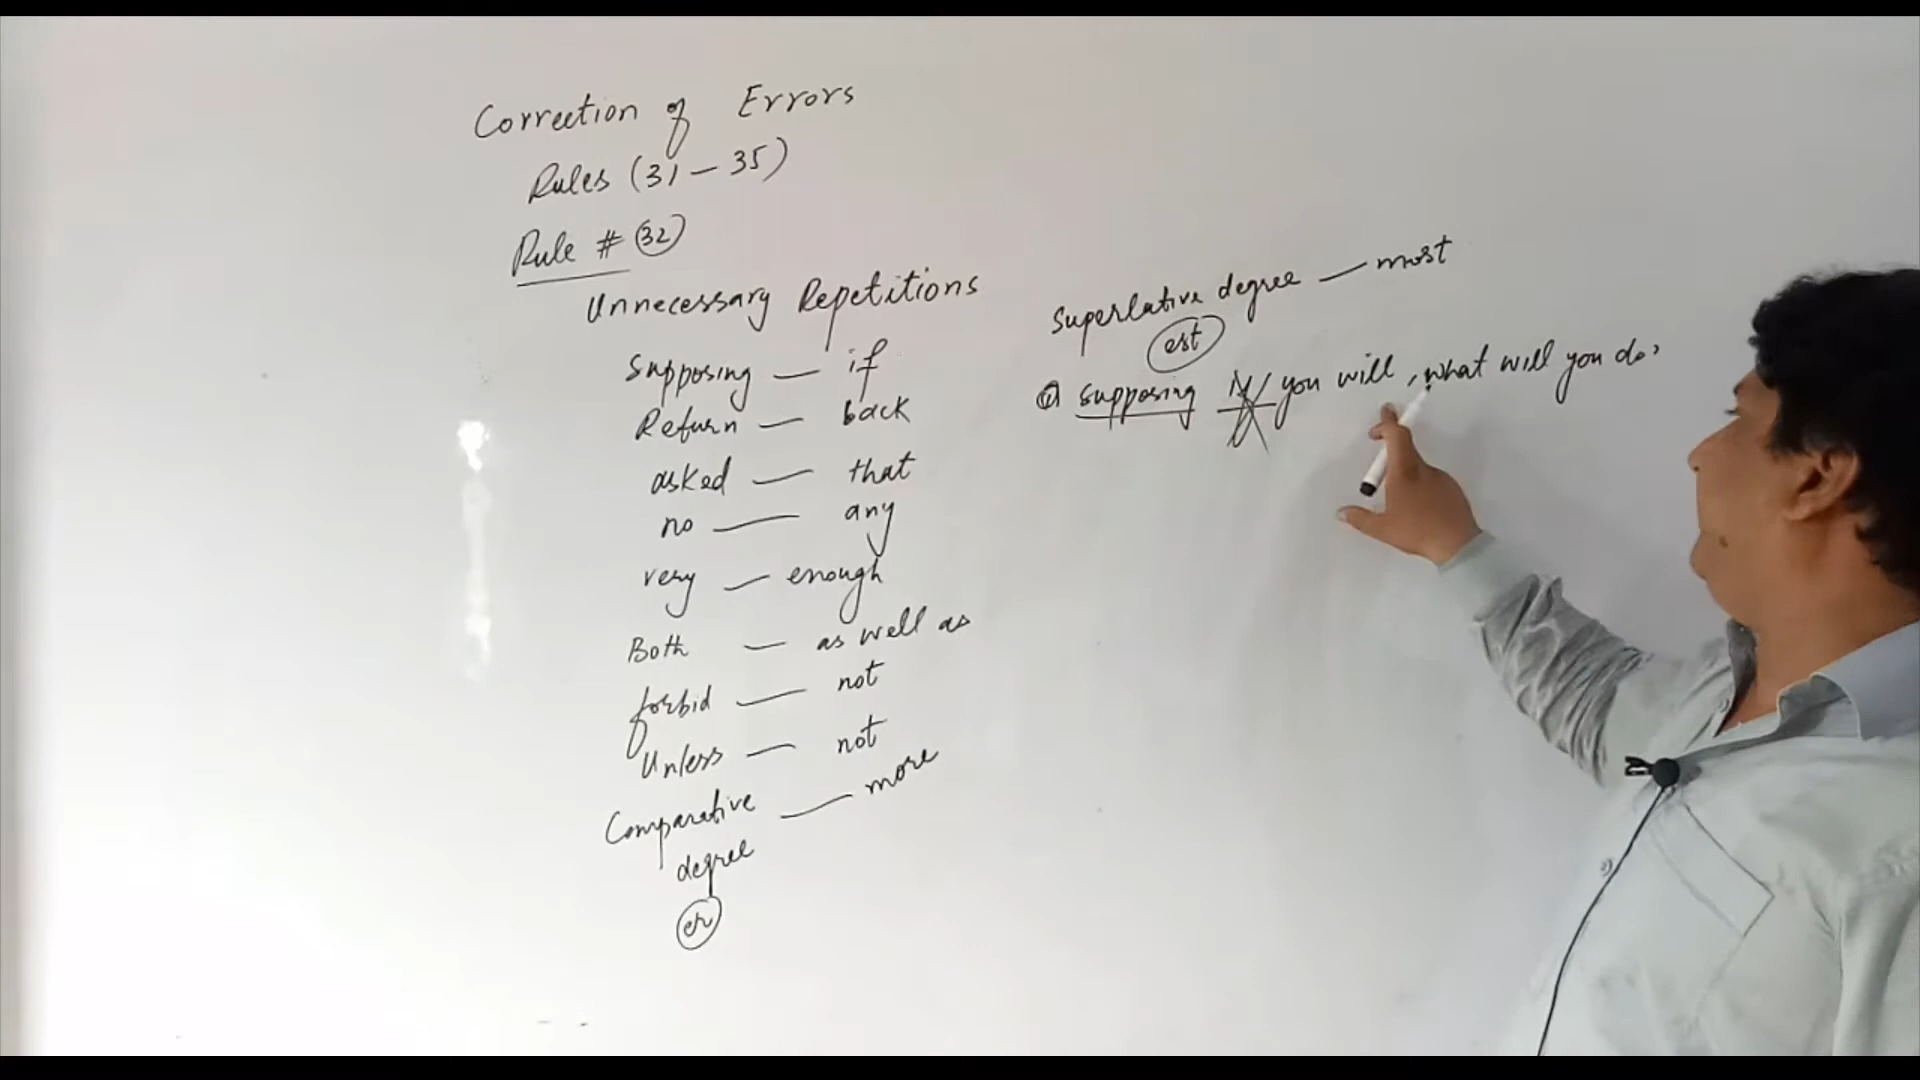 Correction of Errors
Rules (31 – 35)
Rule # 32
Unnecessary Repetitions
Supposing — if
Return — back
asked — that
no — any
very — enough
Both — as well as
forbid — not
Unless — not
Comparative — more
degree
er
Superlative degree — most
est
① Supposing if you will, what will you do?